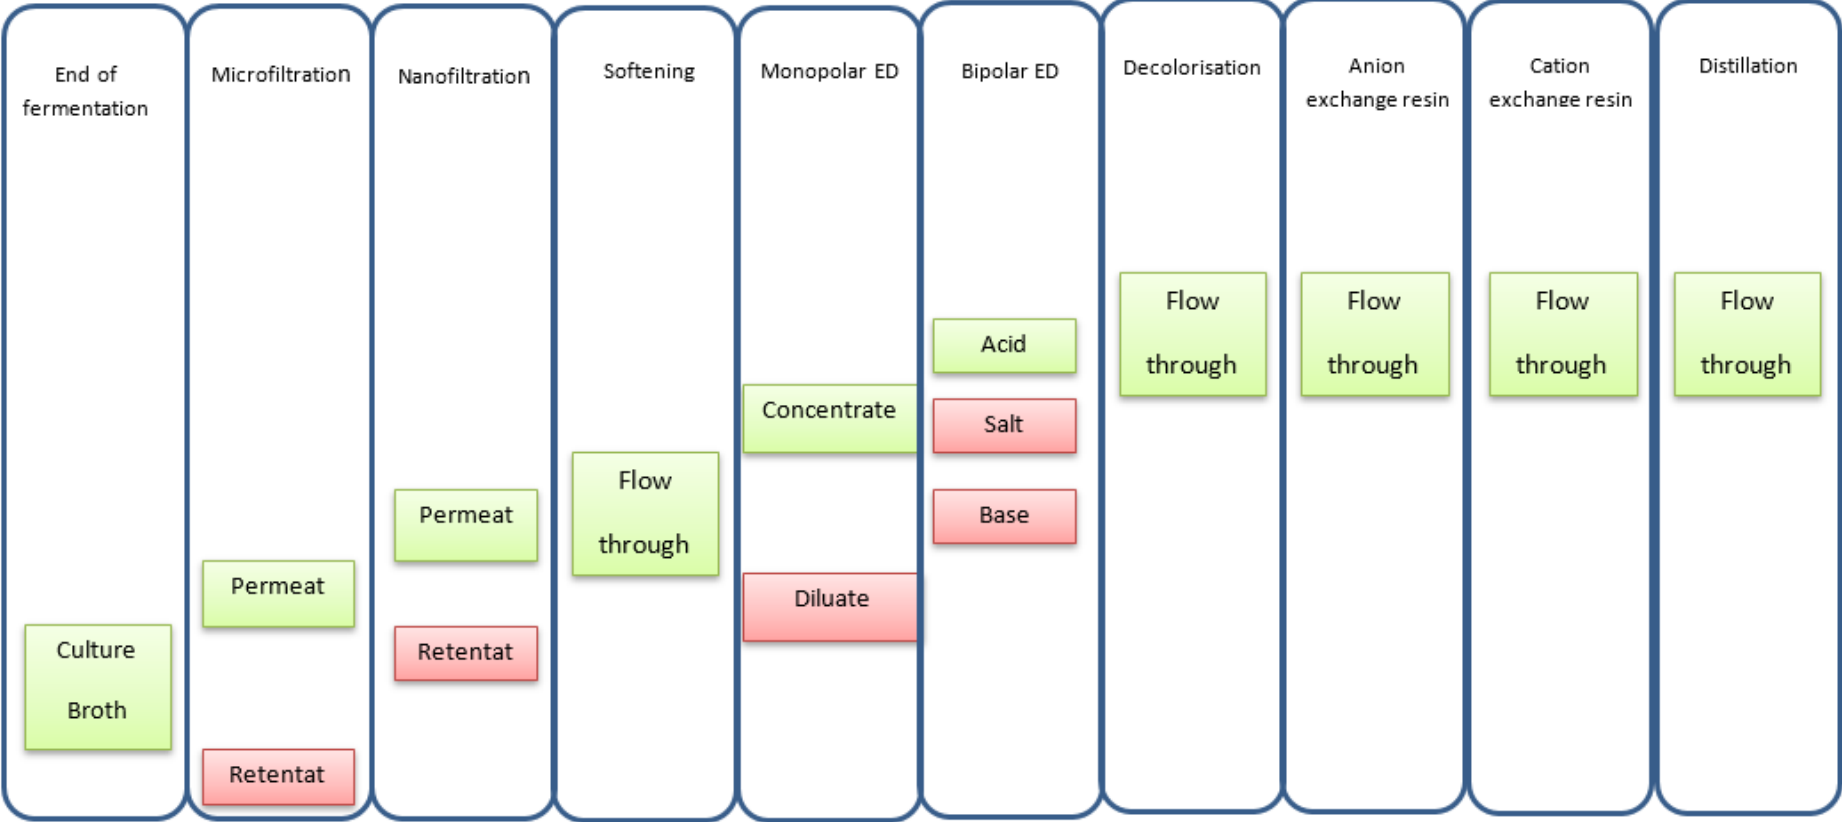 End of
fermentation
Microfiltration
Nanofiltration
Softening
Monopolar ED
Bipolar ED
Decolorisation
Anion
exchange resin
Cation
exchange resin
Distillation
Culture
Broth
Permeat
Retentat
Permeat
Retentat
Flow
through
Concentrate
Diluate
Acid
Salt
Base
Flow
through
Flow
through
Flow
through
Flow
through